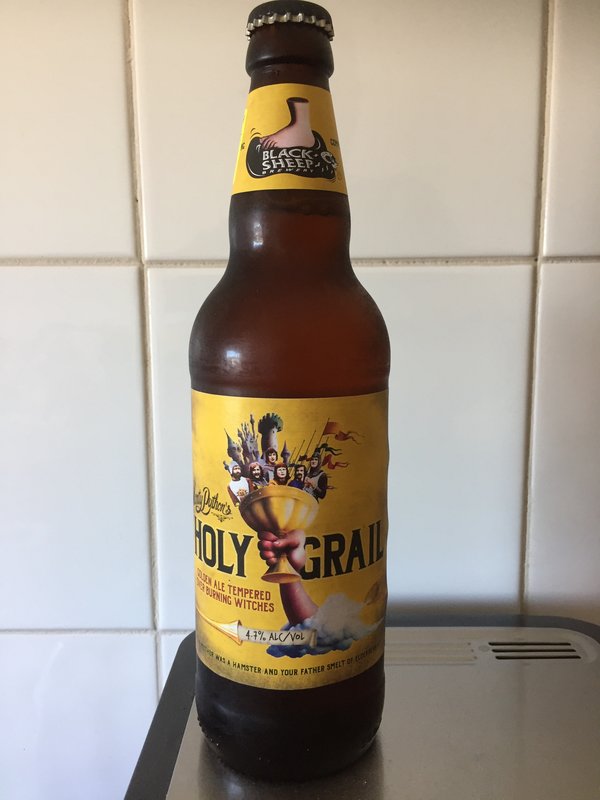 BLACK
SHEEP
BREWERY
Python's
HOLY GRAIL
GOLDEN ALE TEMPERED
OVER BURNING WITCHES
4.7% ALC/VOL
WAS A HAMSTER AND YOUR FATHER SMELT OF